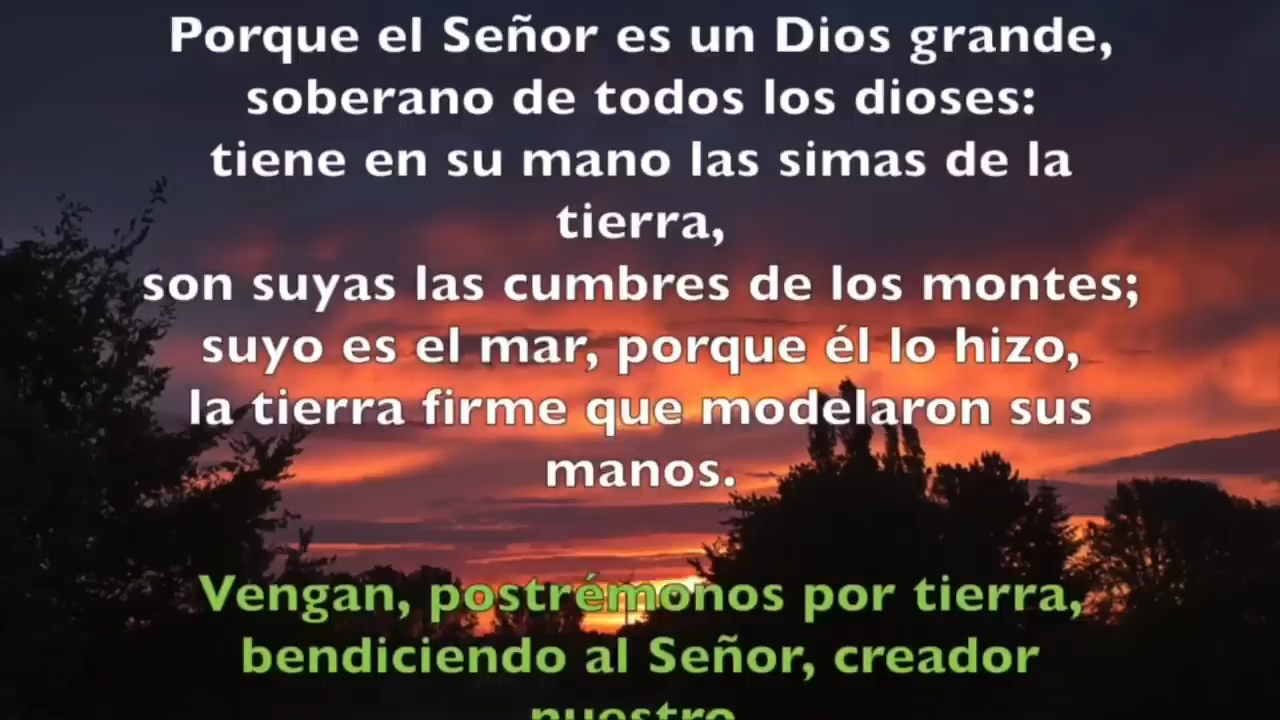 Porque el Señor es un Dios grande,
soberano de todos los dioses:
tiene en su mano las simas de la
tierra,
son suyas las cumbres de los montes;
suyo es el mar, porque él lo hizo,
la tierra firme que modelaron sus
manos.
Vengan, postrémonos por tierra,
bendiciendo al Señor, creador
nuestro